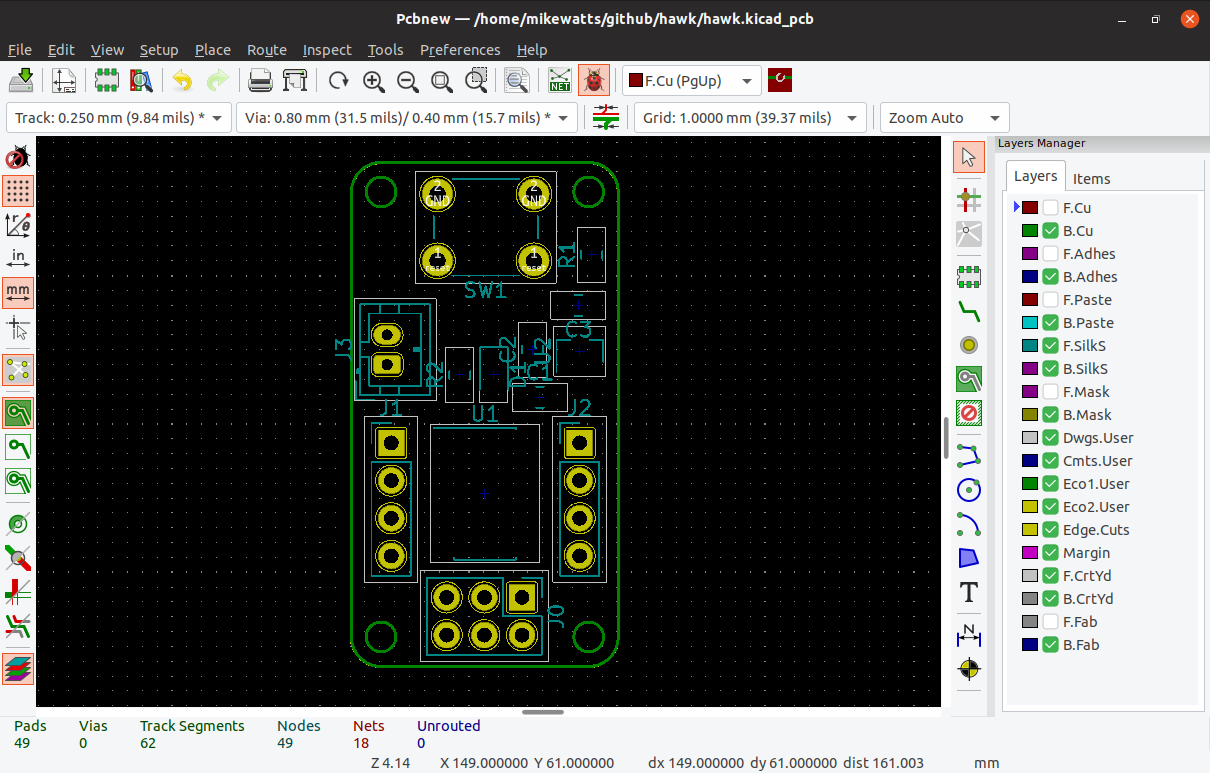 Pcbnew — /home/mikewatts/github/hawk/hawk.kicad_pcb
File Edit View Setup Place Route Inspect Tools Preferences Help
NET
F.Cu (PgUp)
Track: 0.250 mm (9.84 mils) *
Via: 0.80 mm (31.5 mils)/ 0.40 mm (15.7 mils) *
Grid: 1.0000 mm (39.37 mils)
Zoom Auto
in
mm
2 GND
2 GND
1 reset
1 reset
SW1
R1
C3
J3
R2
C2
J1
U1
J2
J0
T
N
Layers Manager
Layers Items
F.Cu
B.Cu
F.Adhes
B.Adhes
F.Paste
B.Paste
F.SilkS
B.SilkS
F.Mask
B.Mask
Dwgs.User
Cmts.User
Eco1.User
Eco2.User
Edge.Cuts
Margin
F.CrtYd
B.CrtYd
F.Fab
B.Fab
Pads Vias Track Segments Nodes Nets Unrouted
49 0 62 49 18 0
Z 4.14 X 149.000000 Y 61.000000 dx 149.000000 dy 61.000000 dist 161.003 mm